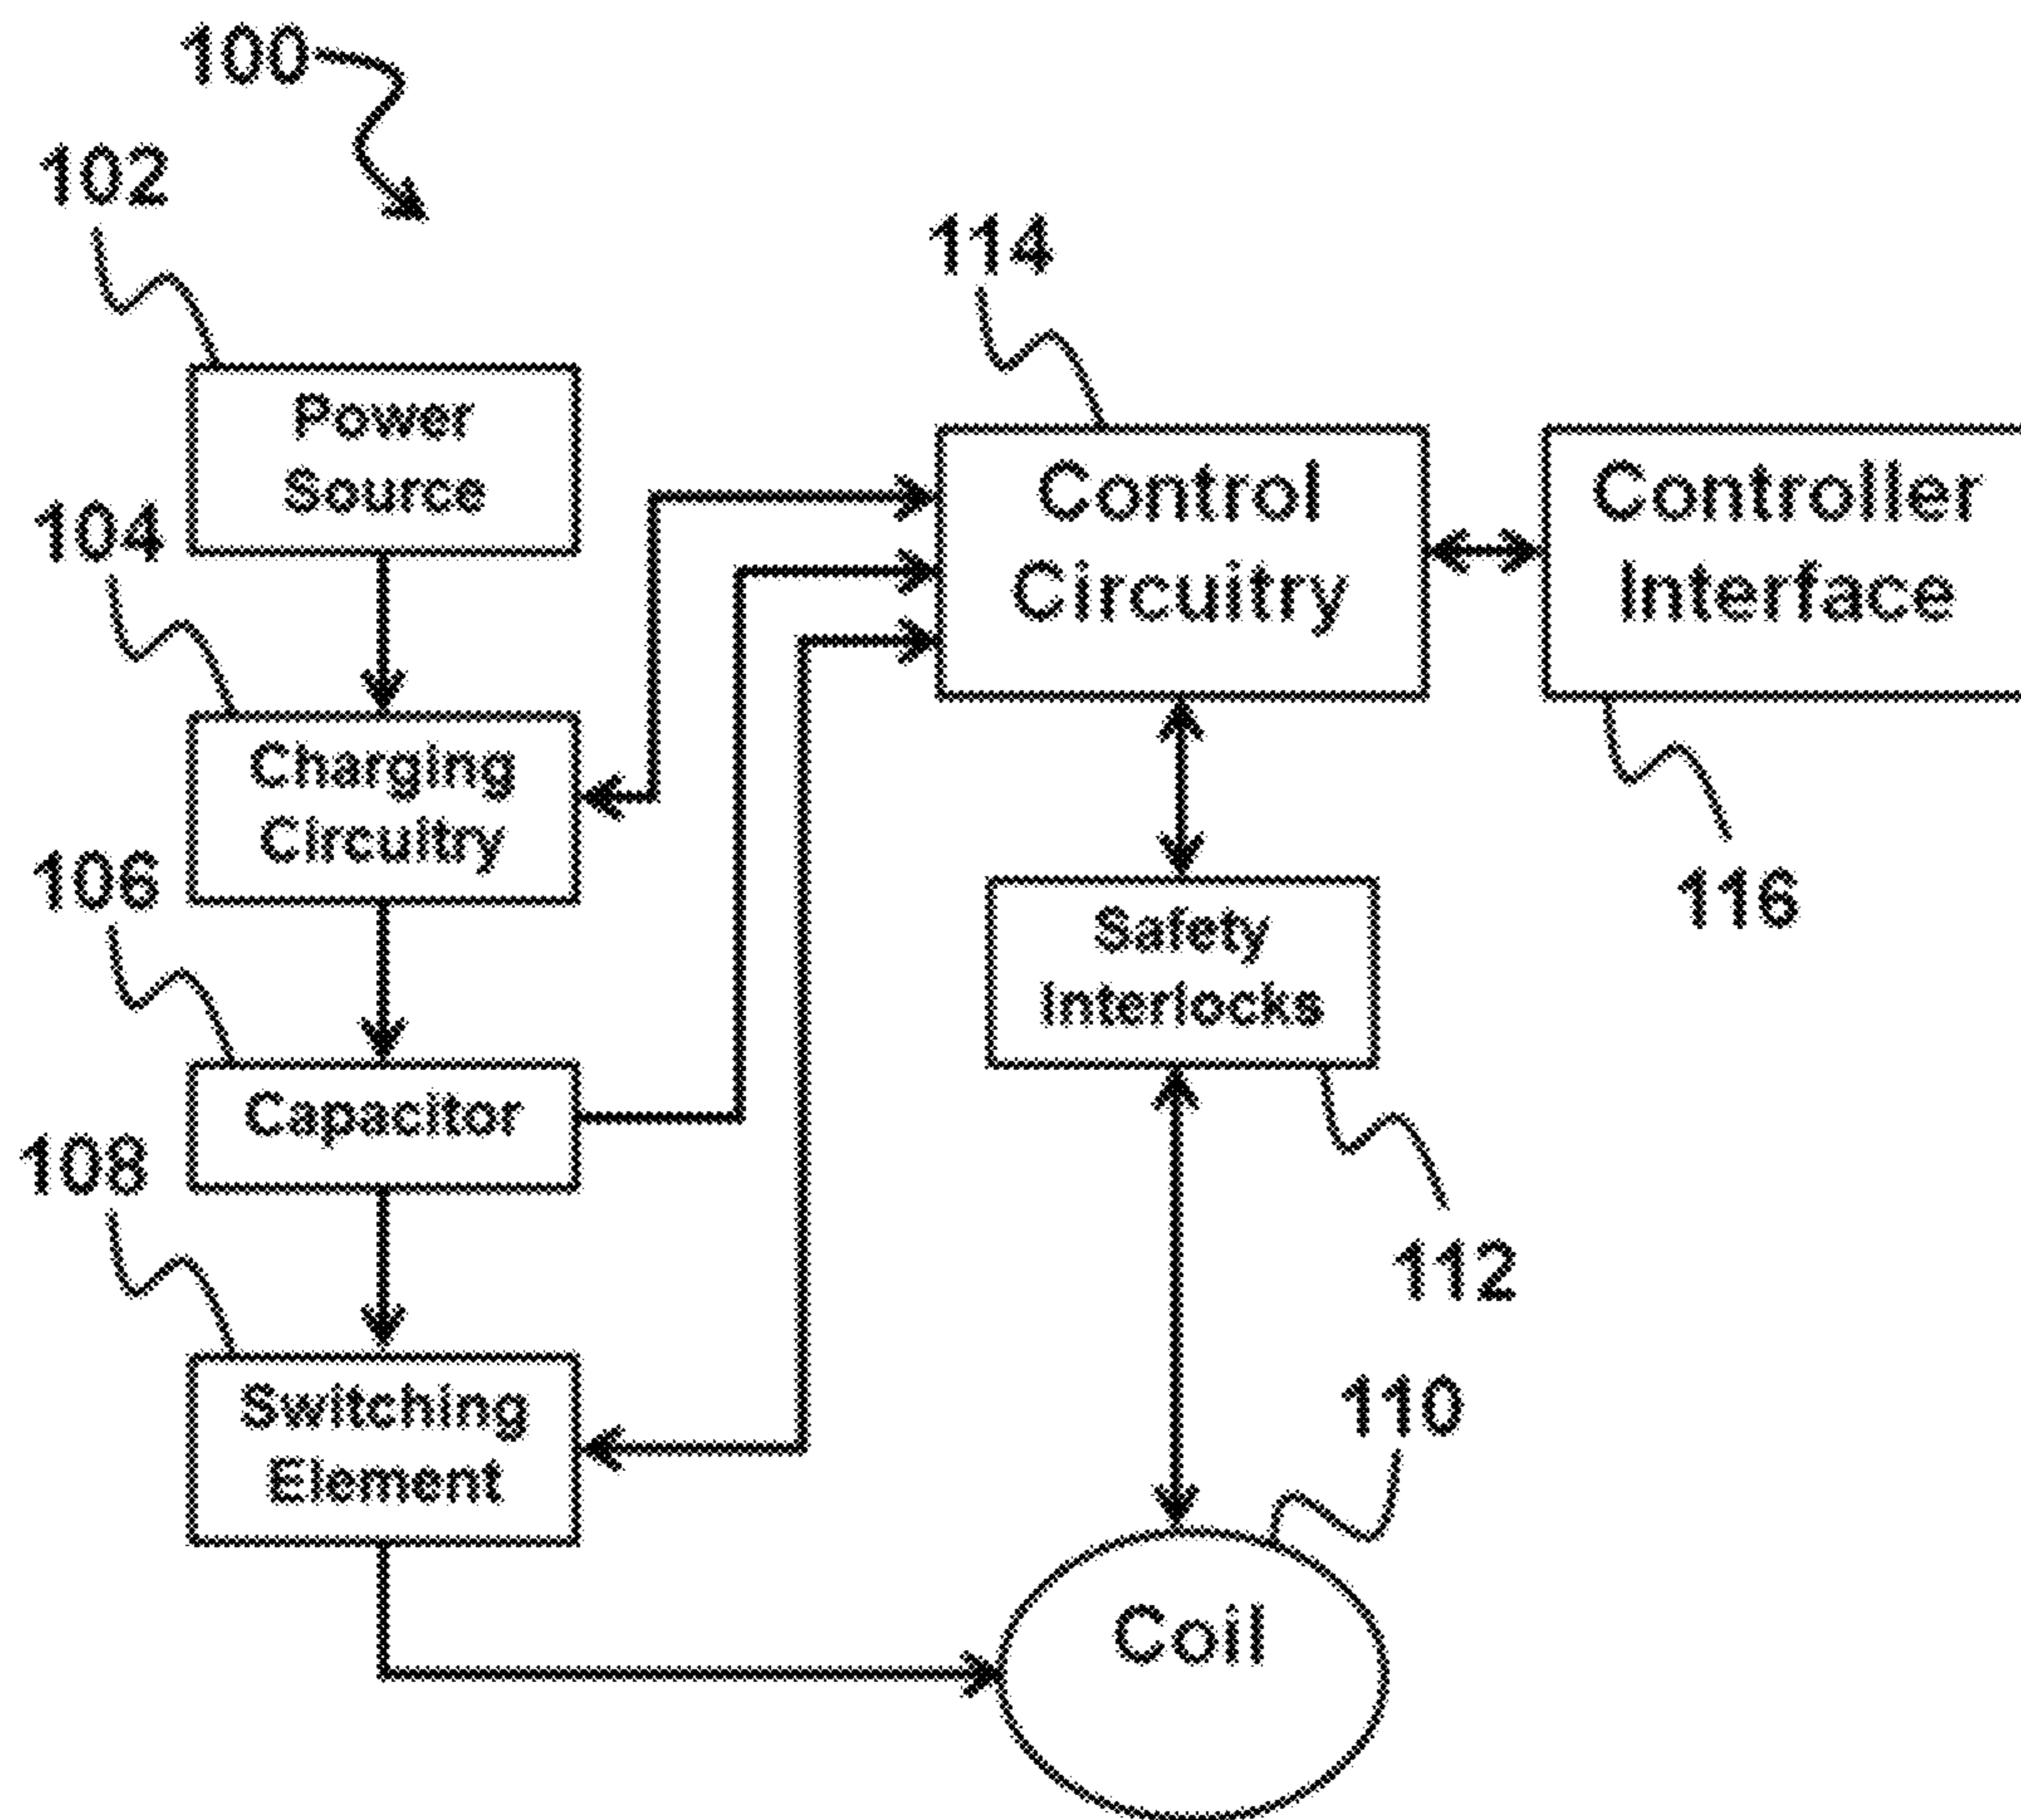 100
102
114
Power
Source
Control
Circuitry
Controller
Interface
104
Charging
Circuitry
106
116
Safety
Interlocks
Capacitor
108
112
Switching
Element
110
Coil